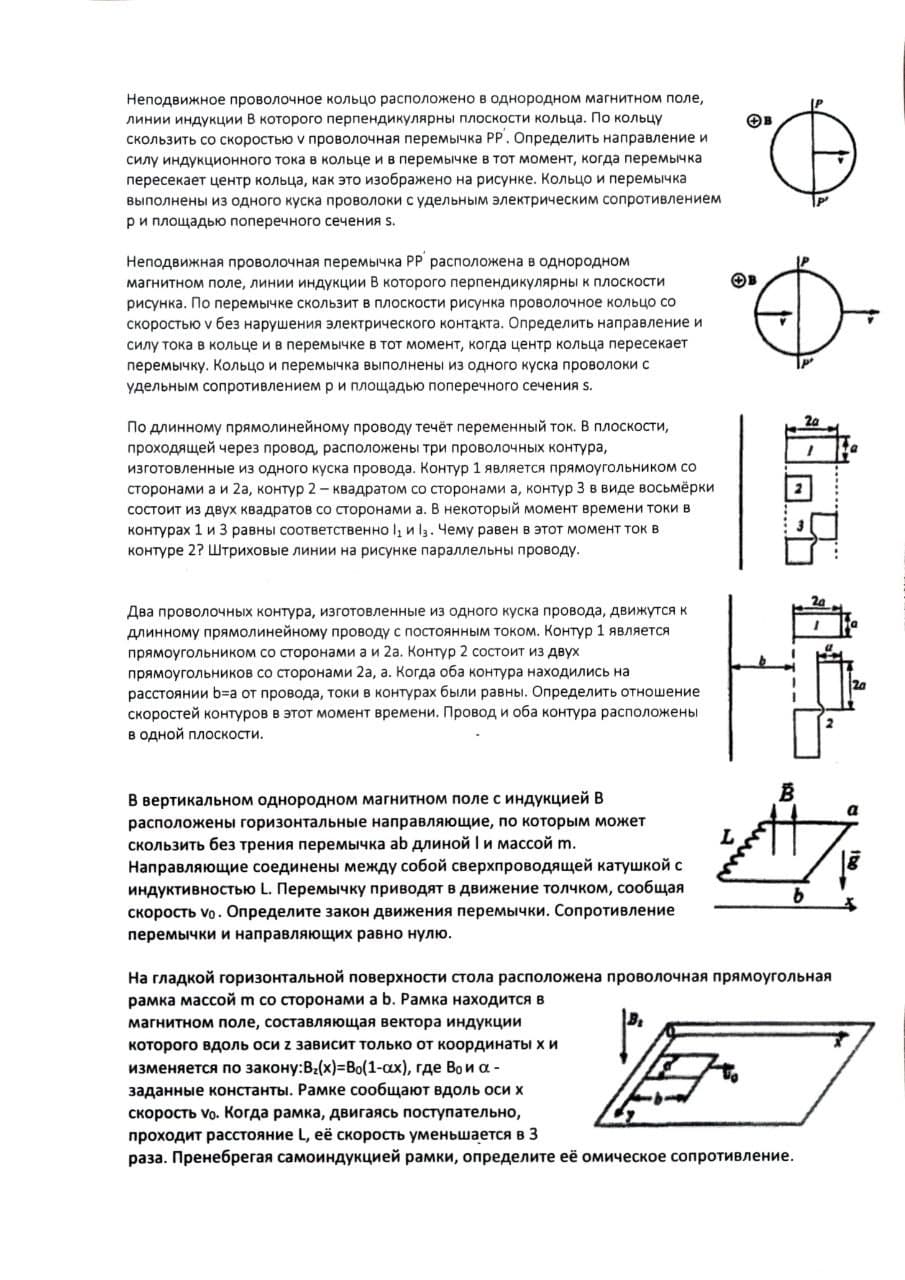 Неподвижное проволочное кольцо расположено в однородном магнитном поле,
линии индукции В которого перпендикулярны плоскости кольца. По кольцу
скользить со скоростью v проволочная перемычка PP′. Определить направление и
силу индукционного тока в кольце и в перемычке в тот момент, когда перемычка
пересекает центр кольца, как это изображено на рисунке. Кольцо и перемычка
выполнены из одного куска проволоки с удельным электрическим сопротивлением
р и площадью поперечного сечения s.
B
P
v
P'
Неподвижная проволочная перемычка PP′ расположена в однородном
магнитном поле, линии индукции В которого перпендикулярны к плоскости
рисунка. По перемычке скользит в плоскости рисунка проволочное кольцо со
скоростью v без нарушения электрического контакта. Определить направление и
силу тока в кольце и в перемычке в тот момент, когда центр кольца пересекает
перемычку. Кольцо и перемычка выполнены из одного куска проволоки с
удельным сопротивлением р и площадью поперечного сечения s.
B
P
v
v
P'
По длинному прямолинейному проводу течёт переменный ток. В плоскости,
проходящей через провод, расположены три проволочных контура,
изготовленные из одного куска провода. Контур 1 является прямоугольником со
сторонами а и 2а, контур 2 – квадратом со сторонами а, контур 3 в виде восьмёрки
состоит из двух квадратов со сторонами а. В некоторый момент времени токи в
контурах 1 и 3 равны соответственно I₁ и I₃. Чему равен в этот момент ток в
контуре 2? Штриховые линии на рисунке параллельны проводу.
2a
1
a
2
3
Два проволочных контура, изготовленные из одного куска провода, движутся к
длинному прямолинейному проводу с постоянным током. Контур 1 является
прямоугольником со сторонами а и 2а. Контур 2 состоит из двух
прямоугольников со сторонами 2а, а. Когда оба контура находились на
расстоянии b=a от провода, токи в контурах были равны. Определить отношение
скоростей контуров в этот момент времени. Провод и оба контура расположены
в одной плоскости.
2a
1
a
a
b
2a
2
В вертикальном однородном магнитном поле с индукцией В
расположены горизонтальные направляющие, по которым может
скользить без трения перемычка ab длиной l и массой m.
Направляющие соединены между собой сверхпроводящей катушкой с
индуктивностью L. Перемычку приводят в движение толчком, сообщая
скорость v₀. Определите закон движения перемычки. Сопротивление
перемычки и направляющих равно нулю.
B⃗
a
L
g⃗
b
x
На гладкой горизонтальной поверхности стола расположена проволочная прямоугольная
рамка массой m со сторонами a b. Рамка находится в
магнитном поле, составляющая вектора индукции
которого вдоль оси z зависит только от координаты х и
изменяется по закону:Bz(x)=B₀(1-αx), где B₀ и α -
заданные константы. Рамке сообщают вдоль оси х
скорость v₀. Когда рамка, двигаясь поступательно,
проходит расстояние L, её скорость уменьшается в 3
раза. Пренебрегая самоиндукцией рамки, определите её омическое сопротивление.
Bz
0
x
a
v₀
b
y